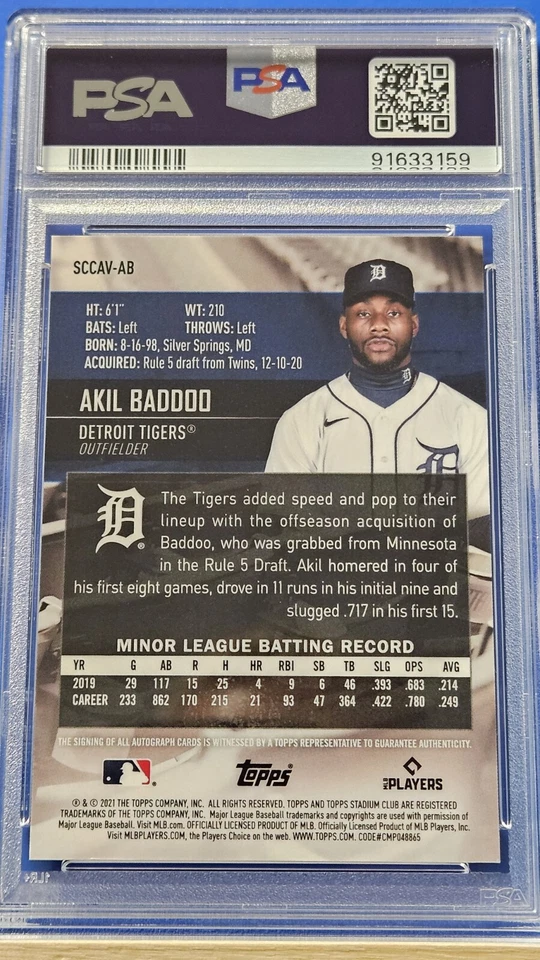 PSA
PSA
91633159
SCCAV-AB
HT: 6'1" WT: 210
BATS: Left THROWS: Left
BORN: 8-16-98, Silver Springs, MD
ACQUIRED: Rule 5 draft from Twins, 12-10-20
AKIL BADDOO
DETROIT TIGERS®
OUTFIELDER
The Tigers added speed and pop to their
lineup with the offseason acquisition of
Baddoo, who was grabbed from Minnesota
in the Rule 5 Draft. Akil homered in four of
his first eight games, drove in 11 runs in his initial nine and
slugged .717 in his first 15.
MINOR LEAGUE BATTING RECORD
YR G AB R H HR RBI SB TB SLG OPS AVG
2019 29 117 15 25 4 9 6 46 .393 .683 .214
CAREER 233 862 170 215 21 93 47 364 .422 .780 .249
THE SIGNING OF ALL AUTOGRAPH CARDS IS WITNESSED BY A TOPPS REPRESENTATIVE TO GUARANTEE AUTHENTICITY.
Topps® MLB PLAYERS
® & © 2021 THE TOPPS COMPANY, INC. ALL RIGHTS RESERVED. TOPPS AND TOPPS STADIUM CLUB ARE REGISTERED
TRADEMARKS OF THE TOPPS COMPANY, INC. Major League Baseball trademarks and copyrights are used with permission of
Major League Baseball. Visit MLB.com. OFFICIALLY LICENSED PRODUCT OF MLB. Officially Licensed Product of MLB Players, Inc.
Visit MLBPLAYERS.com, the Players Choice on the web. WWW.TOPPS.COM. CODE#CMP048865
PSA